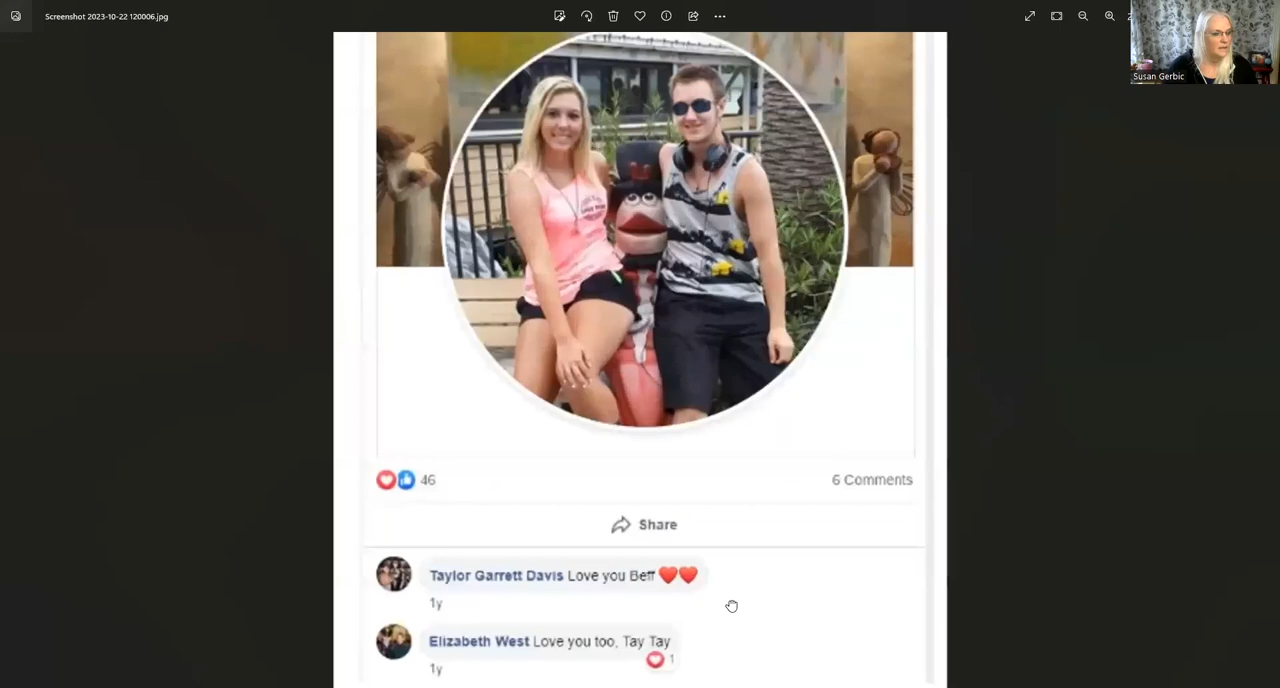 Screenshot 2023-10-22 120006.jpg
Susan Gerbic
46
6 Comments
Share
Taylor Garrett Davis Love you Beff
1y
Elizabeth West Love you too, Tay Tay
1
1y